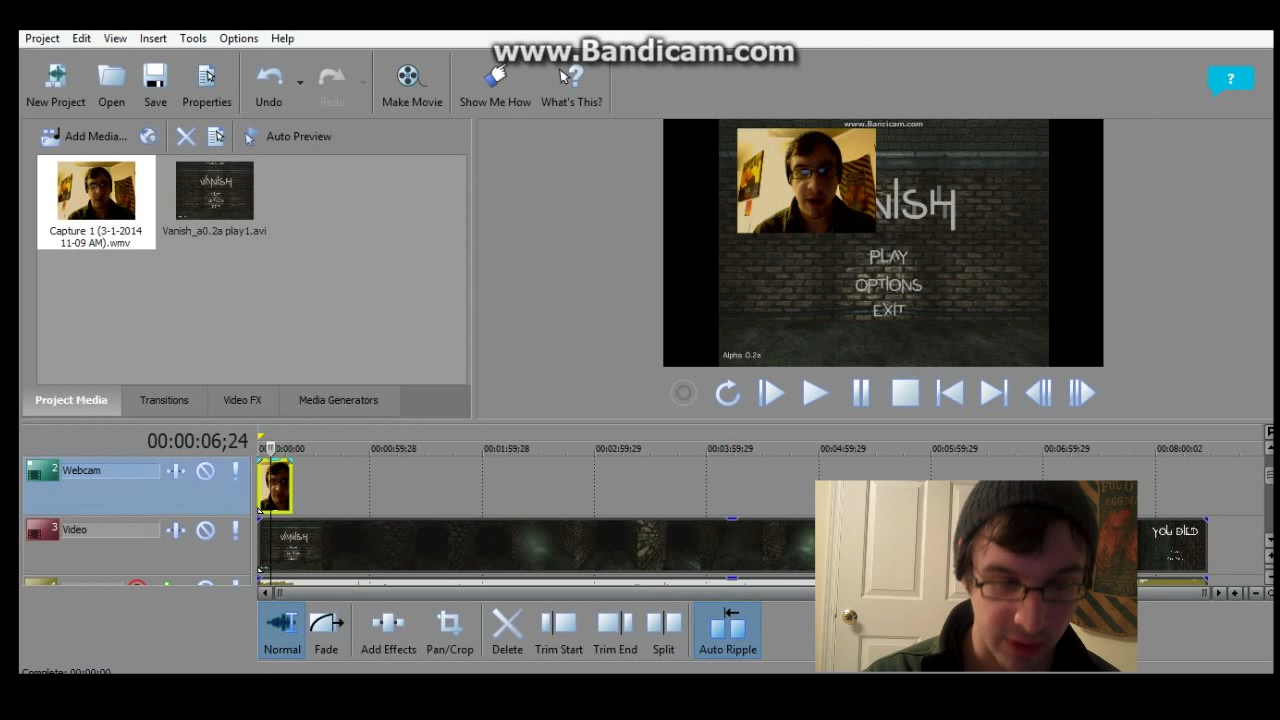 Project Edit View Insert Tools Options Help
www.Bandicam.com
New Project Open Save Properties Undo Redo Make Movie Show Me How What's This?
?
Add Media... Auto Preview
Capture 1 (3-1-2014
11-09 AM).wmv
Vanish_a0.2a play1.avi
www.Bandicam.com
PLAY
OPTIONS
EXIT
Alpha 0.2a
Project Media Transitions Video FX Media Generators
00:00:06;24
00:00:59;28 00:01:59;28 00:02:59;29 00:03:59;29 00:04:59;29 00:05:59;29 00:06:59;29 00:08:00;02
2 Webcam
3 Video
VANISH
YOU DIED
Normal Fade Add Effects Pan/Crop Delete Trim Start Trim End Split Auto Ripple
Complete: 00:00:00